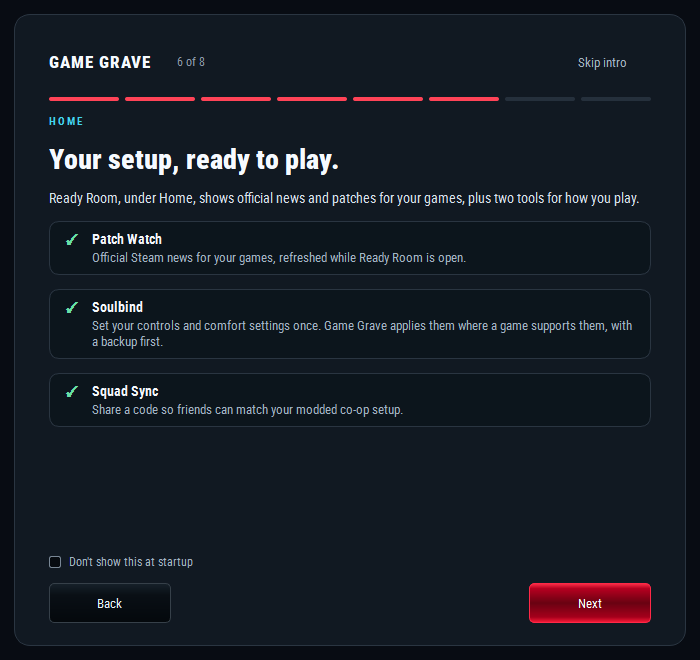 GAME GRAVE 6 of 8 Skip intro
HOME
Your setup, ready to play.
Ready Room, under Home, shows official news and patches for your games, plus two tools for how you play.
Patch Watch
Official Steam news for your games, refreshed while Ready Room is open.
Soulbind
Set your controls and comfort settings once. Game Grave applies them where a game supports them, with
a backup first.
Squad Sync
Share a code so friends can match your modded co-op setup.
Don't show this at startup
Back Next